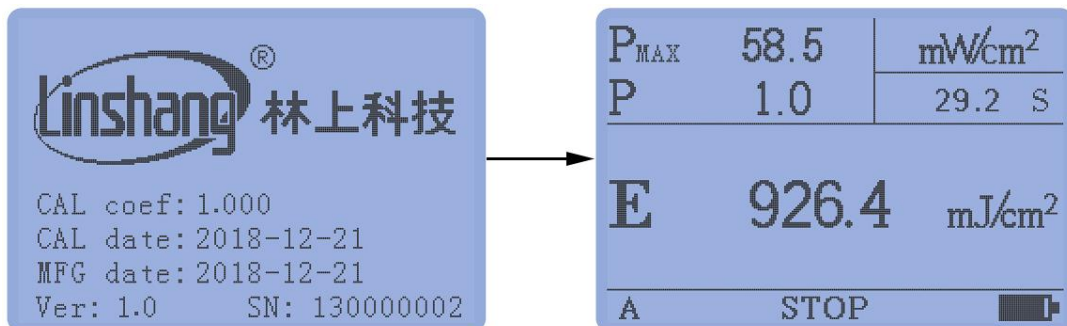 Linshang® 林上科技
CAL coef: 1.000
CAL date: 2018-12-21
MFG date: 2018-12-21
Ver: 1.0 SN: 130000002
PMAX 58.5 mW/cm²
P 1.0 29.2 S
E 926.4 mJ/cm²
A STOP